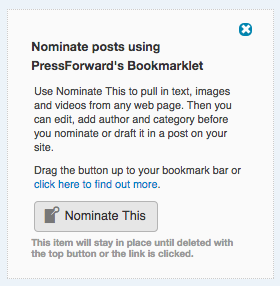 Nominate posts using
PressForward's Bookmarklet
Use Nominate This to pull in text, images
and videos from any web page. Then you
can edit, add author and category before
you nominate or draft it in a post on your
site.
Drag the button up to your bookmark bar or
click here to find out more.
Nominate This
This item will stay in place until deleted with
the top button or the link is clicked.